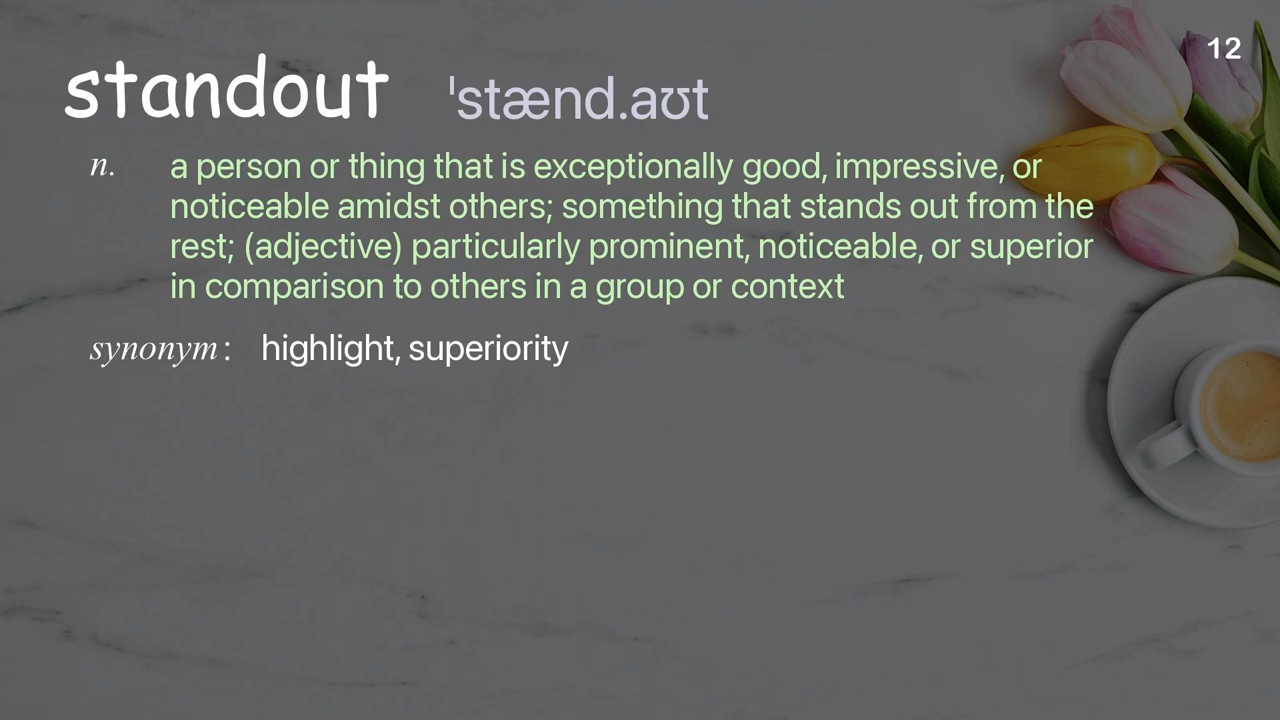 12
standout ˈstænd.aʊt
n. a person or thing that is exceptionally good, impressive, or
noticeable amidst others; something that stands out from the
rest; (adjective) particularly prominent, noticeable, or superior
in comparison to others in a group or context
synonym : highlight, superiority